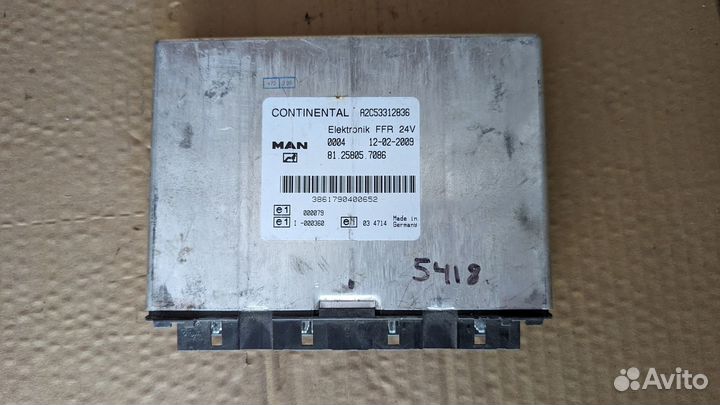 CONTINENTAL A2C53312836
Elektronik FFR 24V
MAN 0004 12-02-2009
81.25805.7086
3861790400652
e1 000079
e1 1 -000360 e1 03 4714 Made in
Germany
5418
Avito